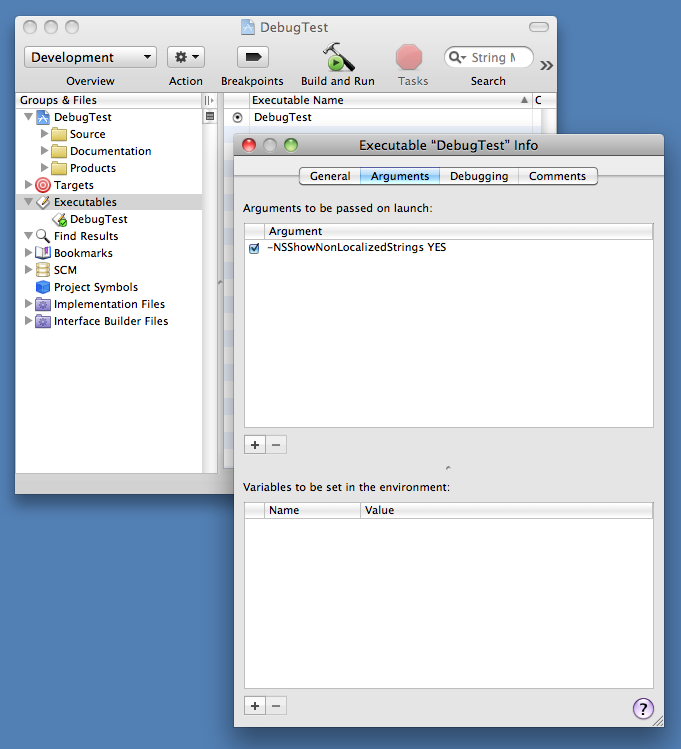 DebugTest
Development
String M
Overview
Action
Breakpoints
Build and Run
Tasks
Search
Groups & Files
Executable Name
C
DebugTest
Source
Documentation
Products
Targets
Executables
DebugTest
Find Results
Bookmarks
SCM
Project Symbols
Implementation Files
Interface Builder Files
DebugTest
Executable “DebugTest” Info
General
Arguments
Debugging
Comments
Arguments to be passed on launch:
Argument
-NSShowNonLocalizedStrings YES
Variables to be set in the environment:
Name
Value
?